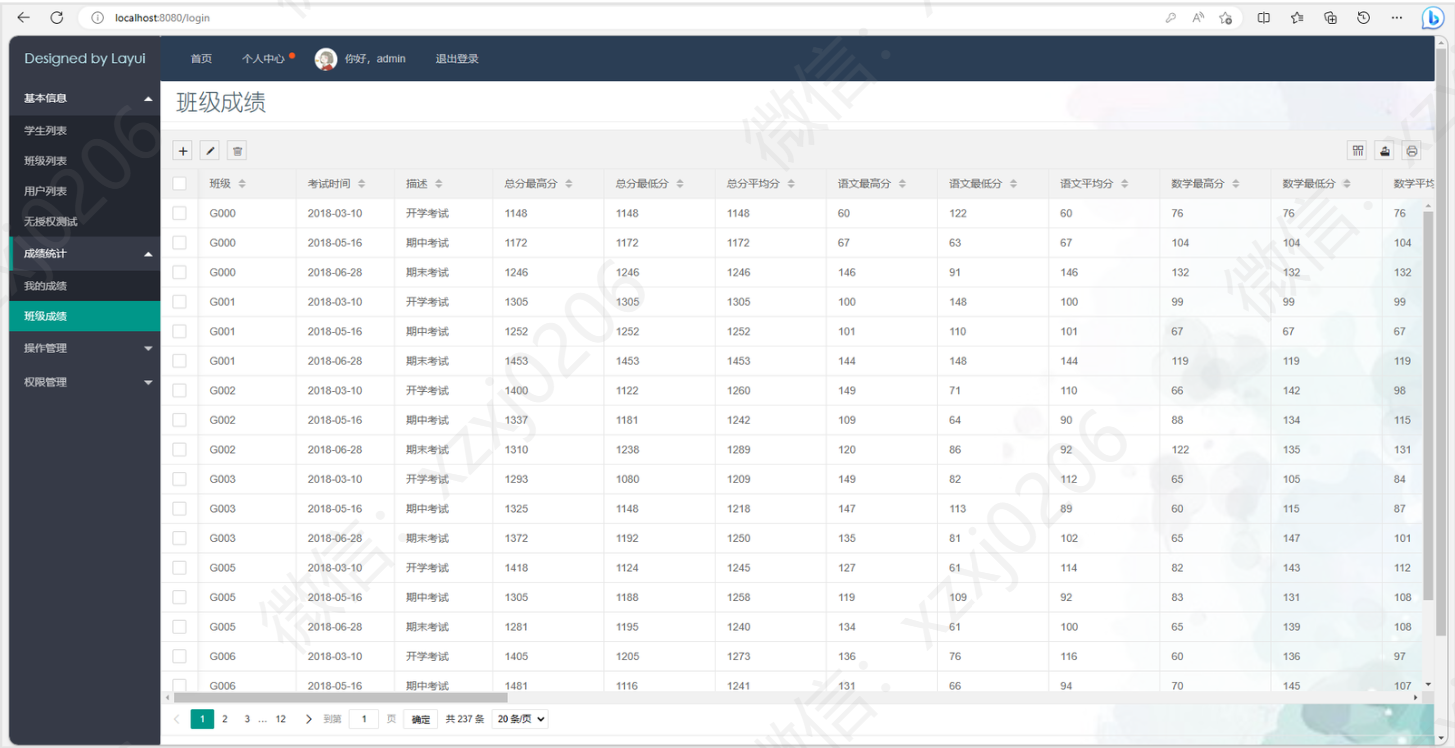 localhost:8080/login
Designed by Layui 首页 个人中心 你好，admin 退出登录
基本信息
学生列表
班级列表
用户列表
无授权测试
成绩统计
我的成绩
班级成绩
操作管理
权限管理
班级成绩
班级 考试时间 描述 总分最高分 总分最低分 总分平均分 语文最高分 语文最低分 语文平均分 数学最高分 数学最低分 数学平均
G000 2018-03-10 开学考试 1148 1148 1148 60 122 60 76 76 76
G000 2018-05-16 期中考试 1172 1172 1172 67 63 67 104 104 104
G000 2018-06-28 期末考试 1246 1246 1246 146 91 146 132 132 132
G001 2018-03-10 开学考试 1305 1305 1305 100 148 100 99 99 99
G001 2018-05-16 期中考试 1252 1252 1252 101 110 101 67 67 67
G001 2018-06-28 期末考试 1453 1453 1453 144 148 144 119 119 119
G002 2018-03-10 开学考试 1400 1122 1260 149 71 110 66 142 98
G002 2018-05-16 期中考试 1337 1181 1242 109 64 90 88 134 115
G002 2018-06-28 期末考试 1310 1238 1289 120 86 92 122 135 131
G003 2018-03-10 开学考试 1293 1080 1209 149 82 112 65 105 84
G003 2018-05-16 期中考试 1325 1148 1218 147 113 89 60 115 87
G003 2018-06-28 期末考试 1372 1192 1250 135 81 102 65 147 101
G005 2018-03-10 开学考试 1418 1124 1245 127 61 114 82 143 112
G005 2018-05-16 期中考试 1305 1188 1258 119 109 92 83 131 108
G005 2018-06-28 期末考试 1281 1195 1240 134 61 100 65 139 108
G006 2018-03-10 开学考试 1405 1205 1273 136 76 116 60 136 97
G006 2018-05-16 期中考试 1481 1116 1241 131 66 94 70 145 107
1 2 3 … 12 到第 1 页 确定 共 237 条 20 条/页
微信：xzxj0206